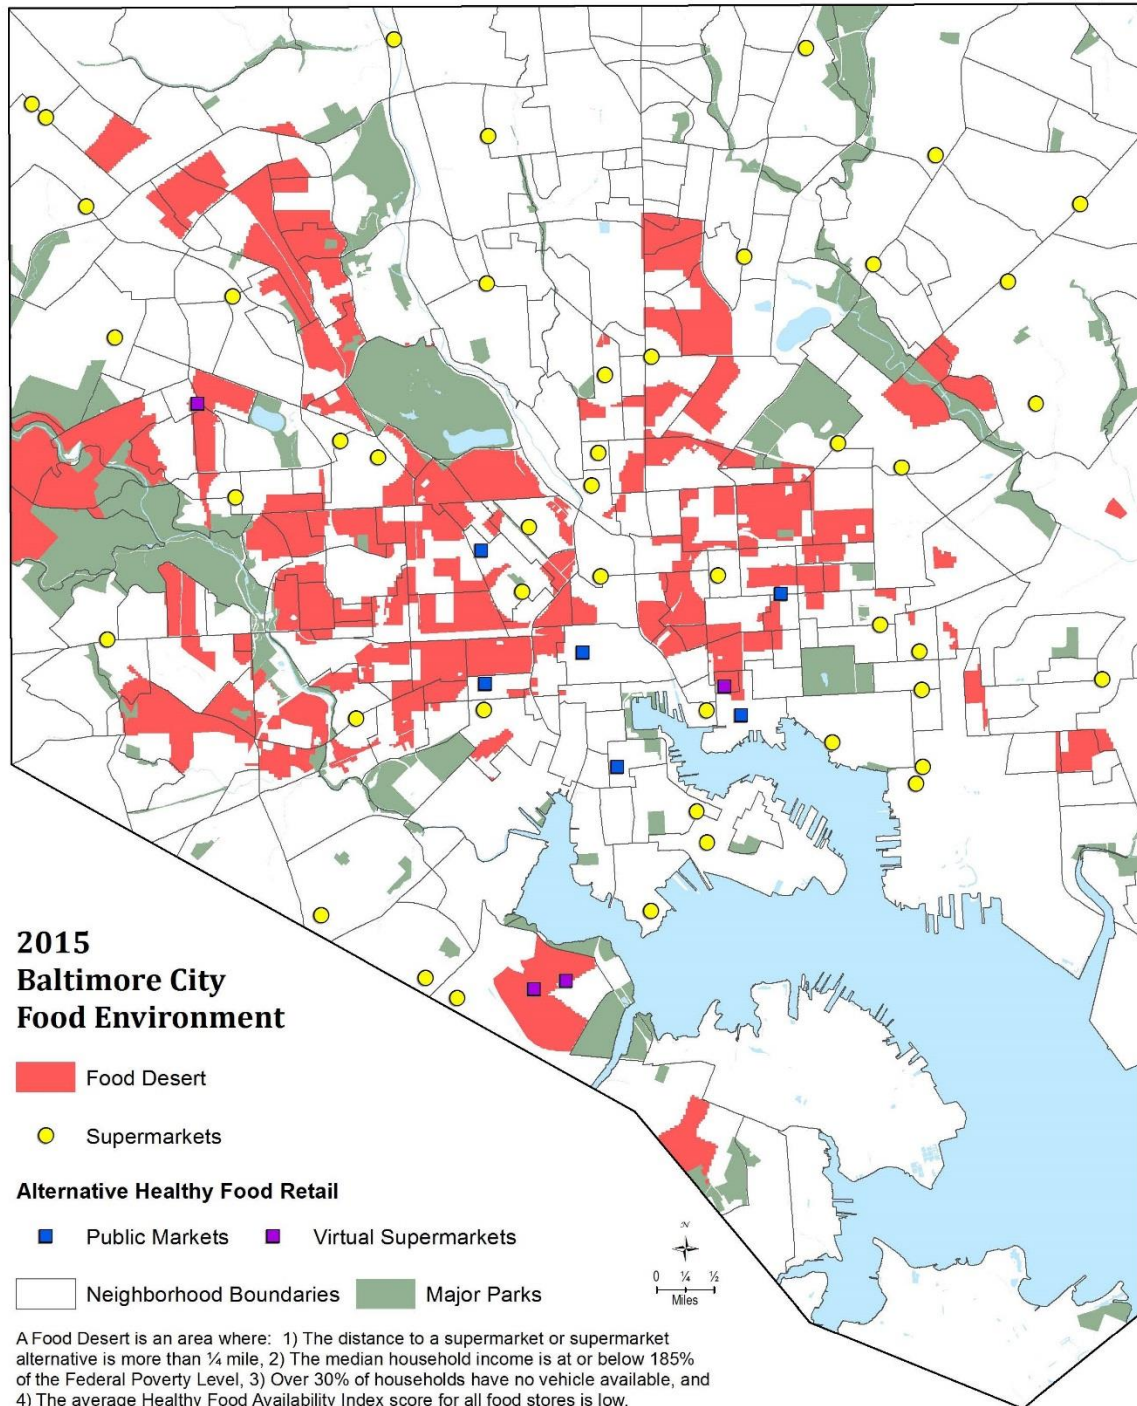 2015
Baltimore City
Food Environment
Food Desert
Supermarkets
Alternative Healthy Food Retail
Public Markets
Virtual Supermarkets
Neighborhood Boundaries
Major Parks
N
0 ¼ ½
Miles
A Food Desert is an area where: 1) The distance to a supermarket or supermarket
alternative is more than ¼ mile, 2) The median household income is at or below 185%
of the Federal Poverty Level, 3) Over 30% of households have no vehicle available, and
4) The average Healthy Food Availability Index score for all food stores is low.